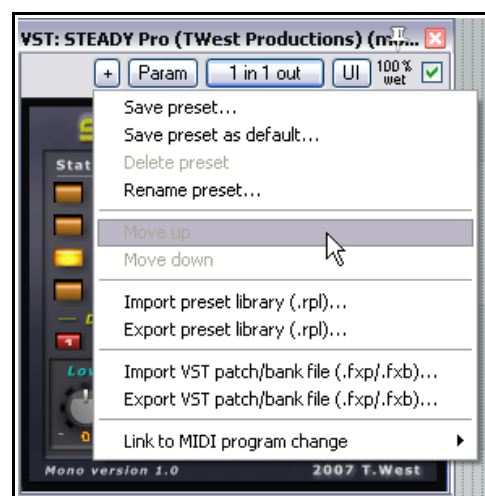 VST: STEADY Pro (TWest Productions) (m...
+ Param 1 in 1 out UI 100% wet
Save preset...
Save preset as default...
Stat
Delete preset
Rename preset...
Move up
Move down
Import preset library (.rpl)...
Export preset library (.rpl)...
1
Import VST patch/bank file (.fxp/.fxb)...
Export VST patch/bank file (.fxp/.fxb)...
Link to MIDI program change
Mono version 1.0 2007 T.West